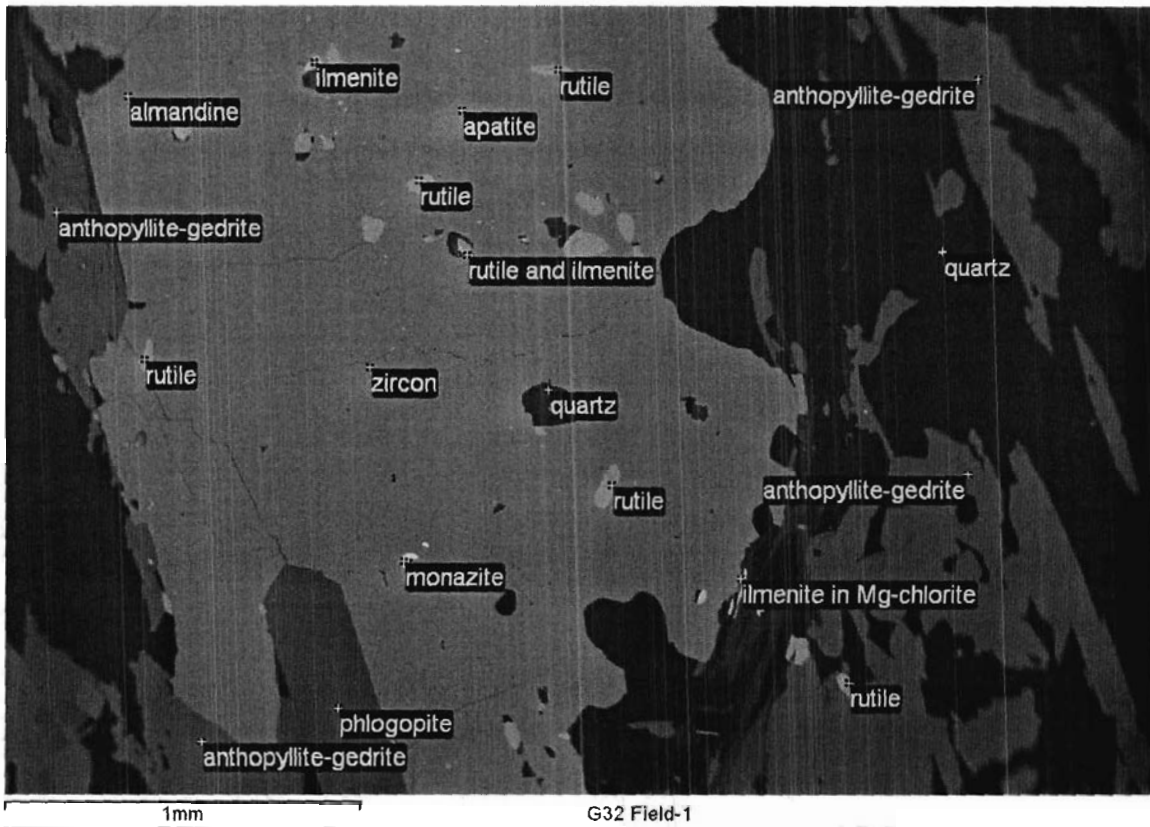 ilmenite
rutile
anthopyllite-gedrite
almandine
apatite
rutile
anthopyllite-gedrite
rutile and ilmenite
quartz
rutile
zircon
quartz
rutile
anthopyllite-gedrite
monazite
ilmenite in Mg-chlorite
rutile
phlogopite
anthopyllite-gedrite
1mm
G32 Field-1